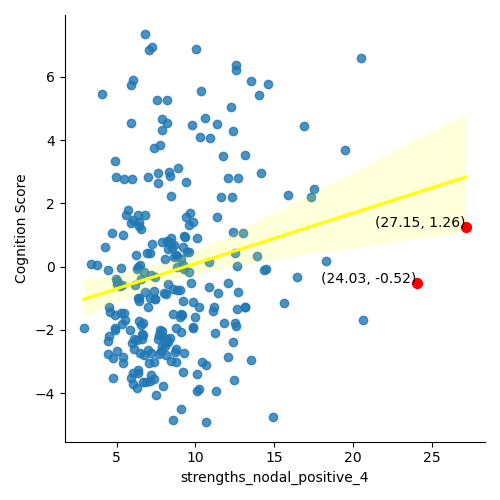 6
4
2
0
−2
−4
Cognition Score
(27.15, 1.26)
(24.03, -0.52)
5 10 15 20 25
strengths_nodal_positive_4